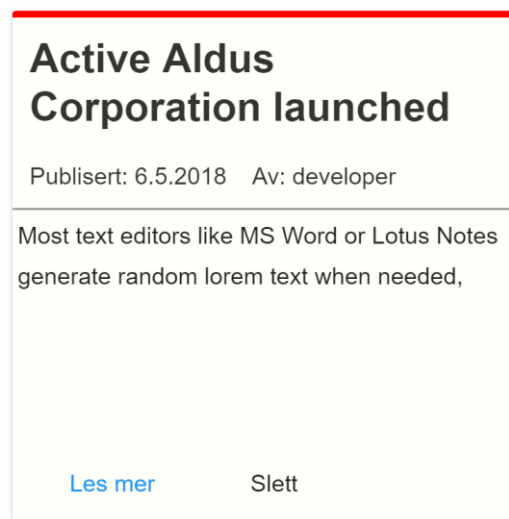 Active Aldus
Corporation launched
Publisert: 6.5.2018 Av: developer
Most text editors like MS Word or Lotus Notes
generate random lorem text when needed,
Les mer Slett